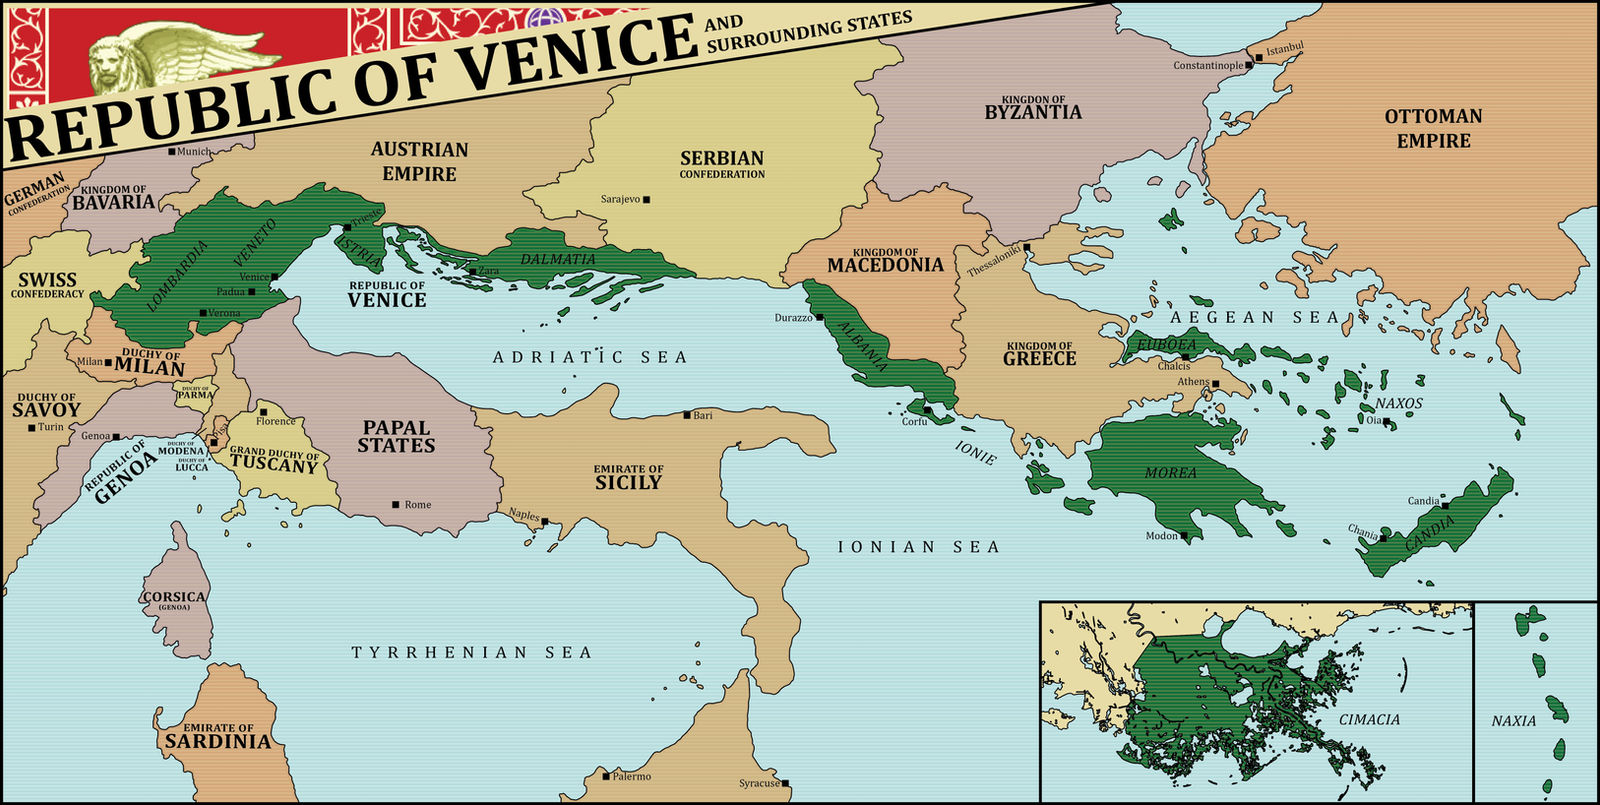 REPUBLIC OF VENICE
AND
SURROUNDING STATES
Istanbul
Constantinople
KINGDON OF
BYZANTIA
OTTOMAN
EMPIRE
AUSTRIAN
EMPIRE
SERBIAN
CONFEDERATION
Sarajevo
Munich
GERMAN
CONFEDERATION
KINGDOM OF
BAVARIA
SWISS
CONFEDERACY
LOMBARDIA
VENETO
Trieste
ISTRIA
Venice
Padua
Verona
Zara
DALMATIA
REPUBLIC OF
VENICE
KINGDOM OF
MACEDONIA
Thessaloniki
Durazzo
ALBANIA
AEGEAN SEA
ADRIATIC SEA
KINGDOM OF
GREECE
EUBOEA
Chalcis
Athens
NAXOS
Oia
Milan
DUCHY OF
MILAN
DUCHY OF
PARMA
DUCHY OF
SAVOY
Turin
Genoa
REPUBLIC OF
GENOA
DUCHY OF
MODENA
DUCHY OF
LUCCA
Pisa
Florence
GRAND DUCHY OF
TUSCANY
PAPAL
STATES
Rome
Bari
EMIRATE OF
SICILY
Naples
Corfu
IONIE
MOREA
Modon
Candia
Chania
CANDIA
IONIAN SEA
CORSICA
(GENOA)
TYRRHENIAN SEA
EMIRATE OF
SARDINIA
Palermo
Syracuse
CIMACIA
NAXIA